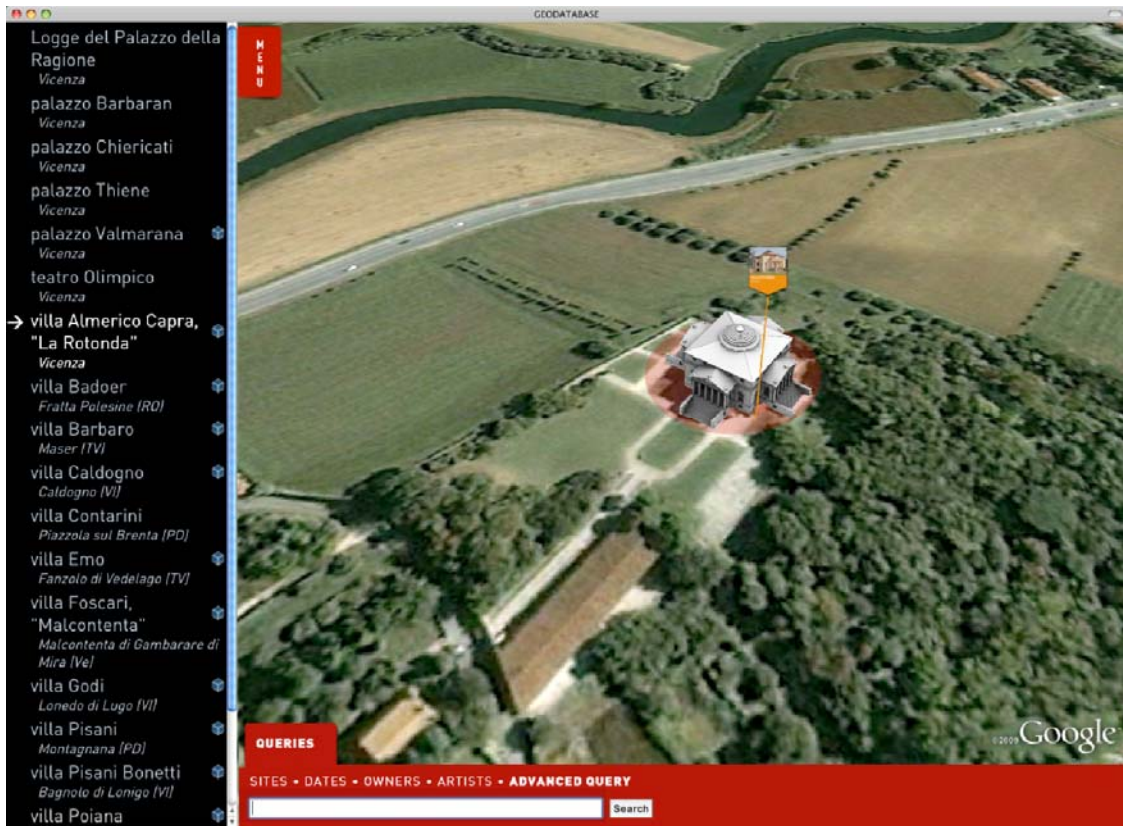 GEODATABASE
Logge del Palazzo della
Ragione
Vicenza
palazzo Barbaran
Vicenza
palazzo Chiericati
Vicenza
palazzo Thiene
Vicenza
palazzo Valmarana
Vicenza
teatro Olimpico
Vicenza
villa Almerico Capra,
"La Rotonda"
Vicenza
villa Badoer
Fratta Polesine (RO)
villa Barbaro
Maser (TV)
villa Caldogno
Caldogno (VI)
villa Contarini
Piazzola sul Brenta (PD)
villa Emo
Fanzolo di Vedelago (TV)
villa Foscari,
"Malcontenta"
Malcontenta di Gambarare di
Mira (Ve)
villa Godi
Lonedo di Lugo (VI)
villa Pisani
Montagnana (PD)
villa Pisani Bonetti
Bagnolo di Lonigo (VI)
villa Poiana
MENU
©2009 Google
QUERIES
SITES • DATES • OWNERS • ARTISTS • ADVANCED QUERY
Search